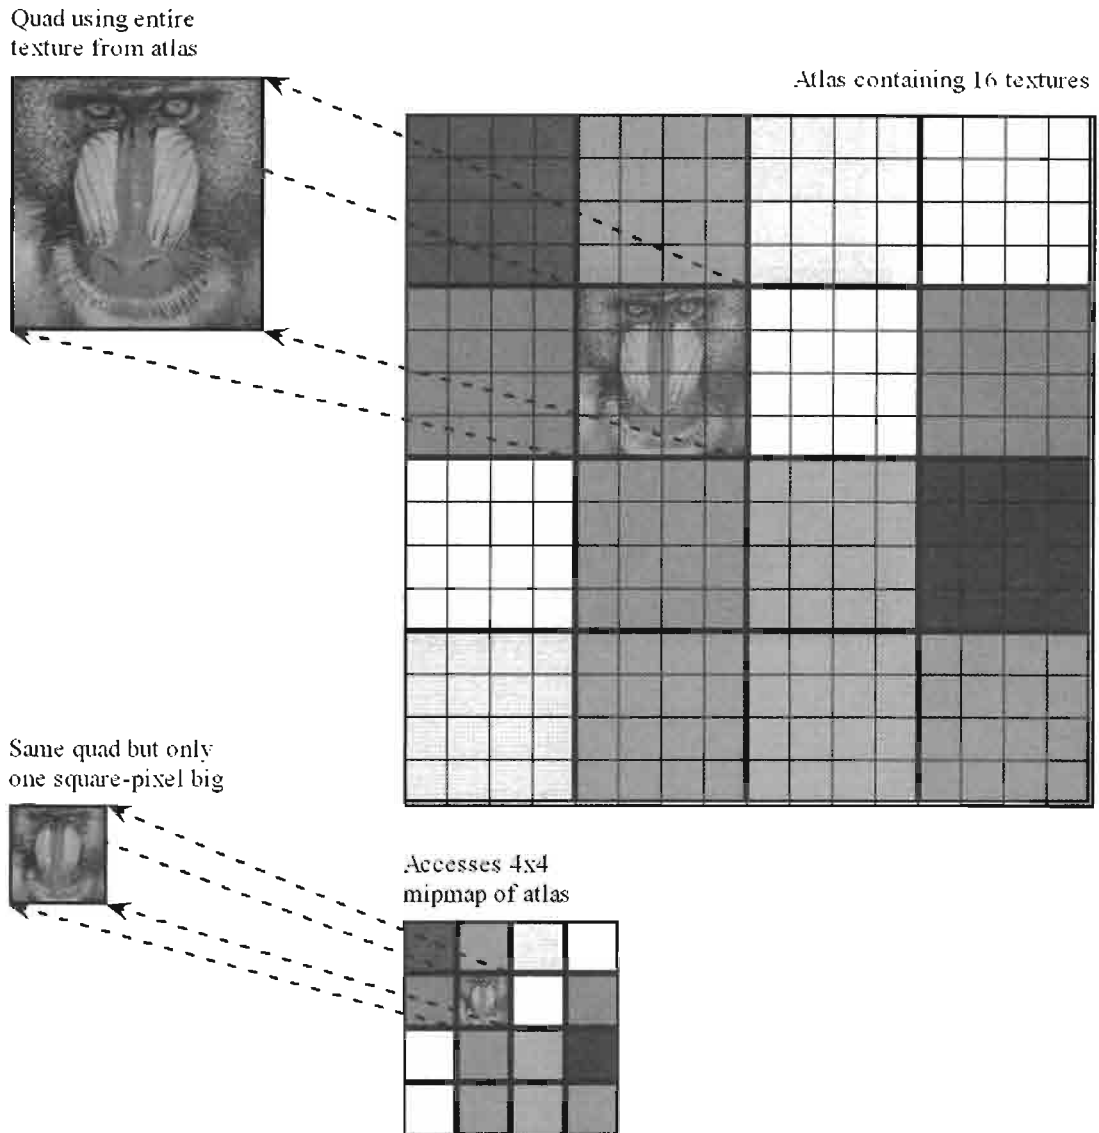 Quad using entire
texture from atlas
Atlas containing 16 textures
Same quad but only
one square-pixel big
Accesses 4x4
mipmap of atlas